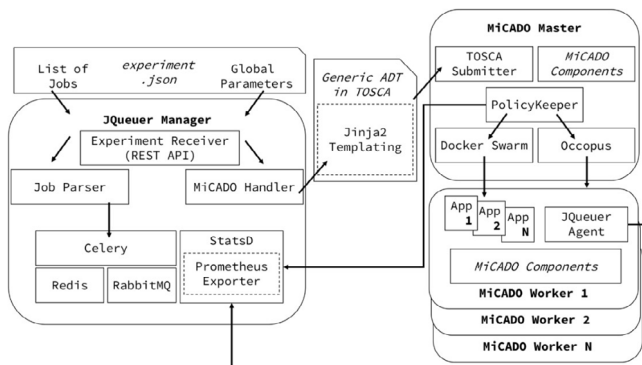 List of
Jobs
experiment
.json
Global
Parameters
JQueuer Manager
Experiment Receiver
(REST API)
Job Parser
MiCADO Handler
Celery
Redis
RabbitMQ
StatsD
Prometheus
Exporter
Generic ADT
in TOSCA
Jinja2
Templating
MiCADO Master
TOSCA
Submitter
MiCADO
Components
PolicyKeeper
Docker Swarm
Occopus
App
1
App
2
App
N
JQueuer
Agent
MiCADO Components
MiCADO Worker 1
MiCADO Worker 2
MiCADO Worker N